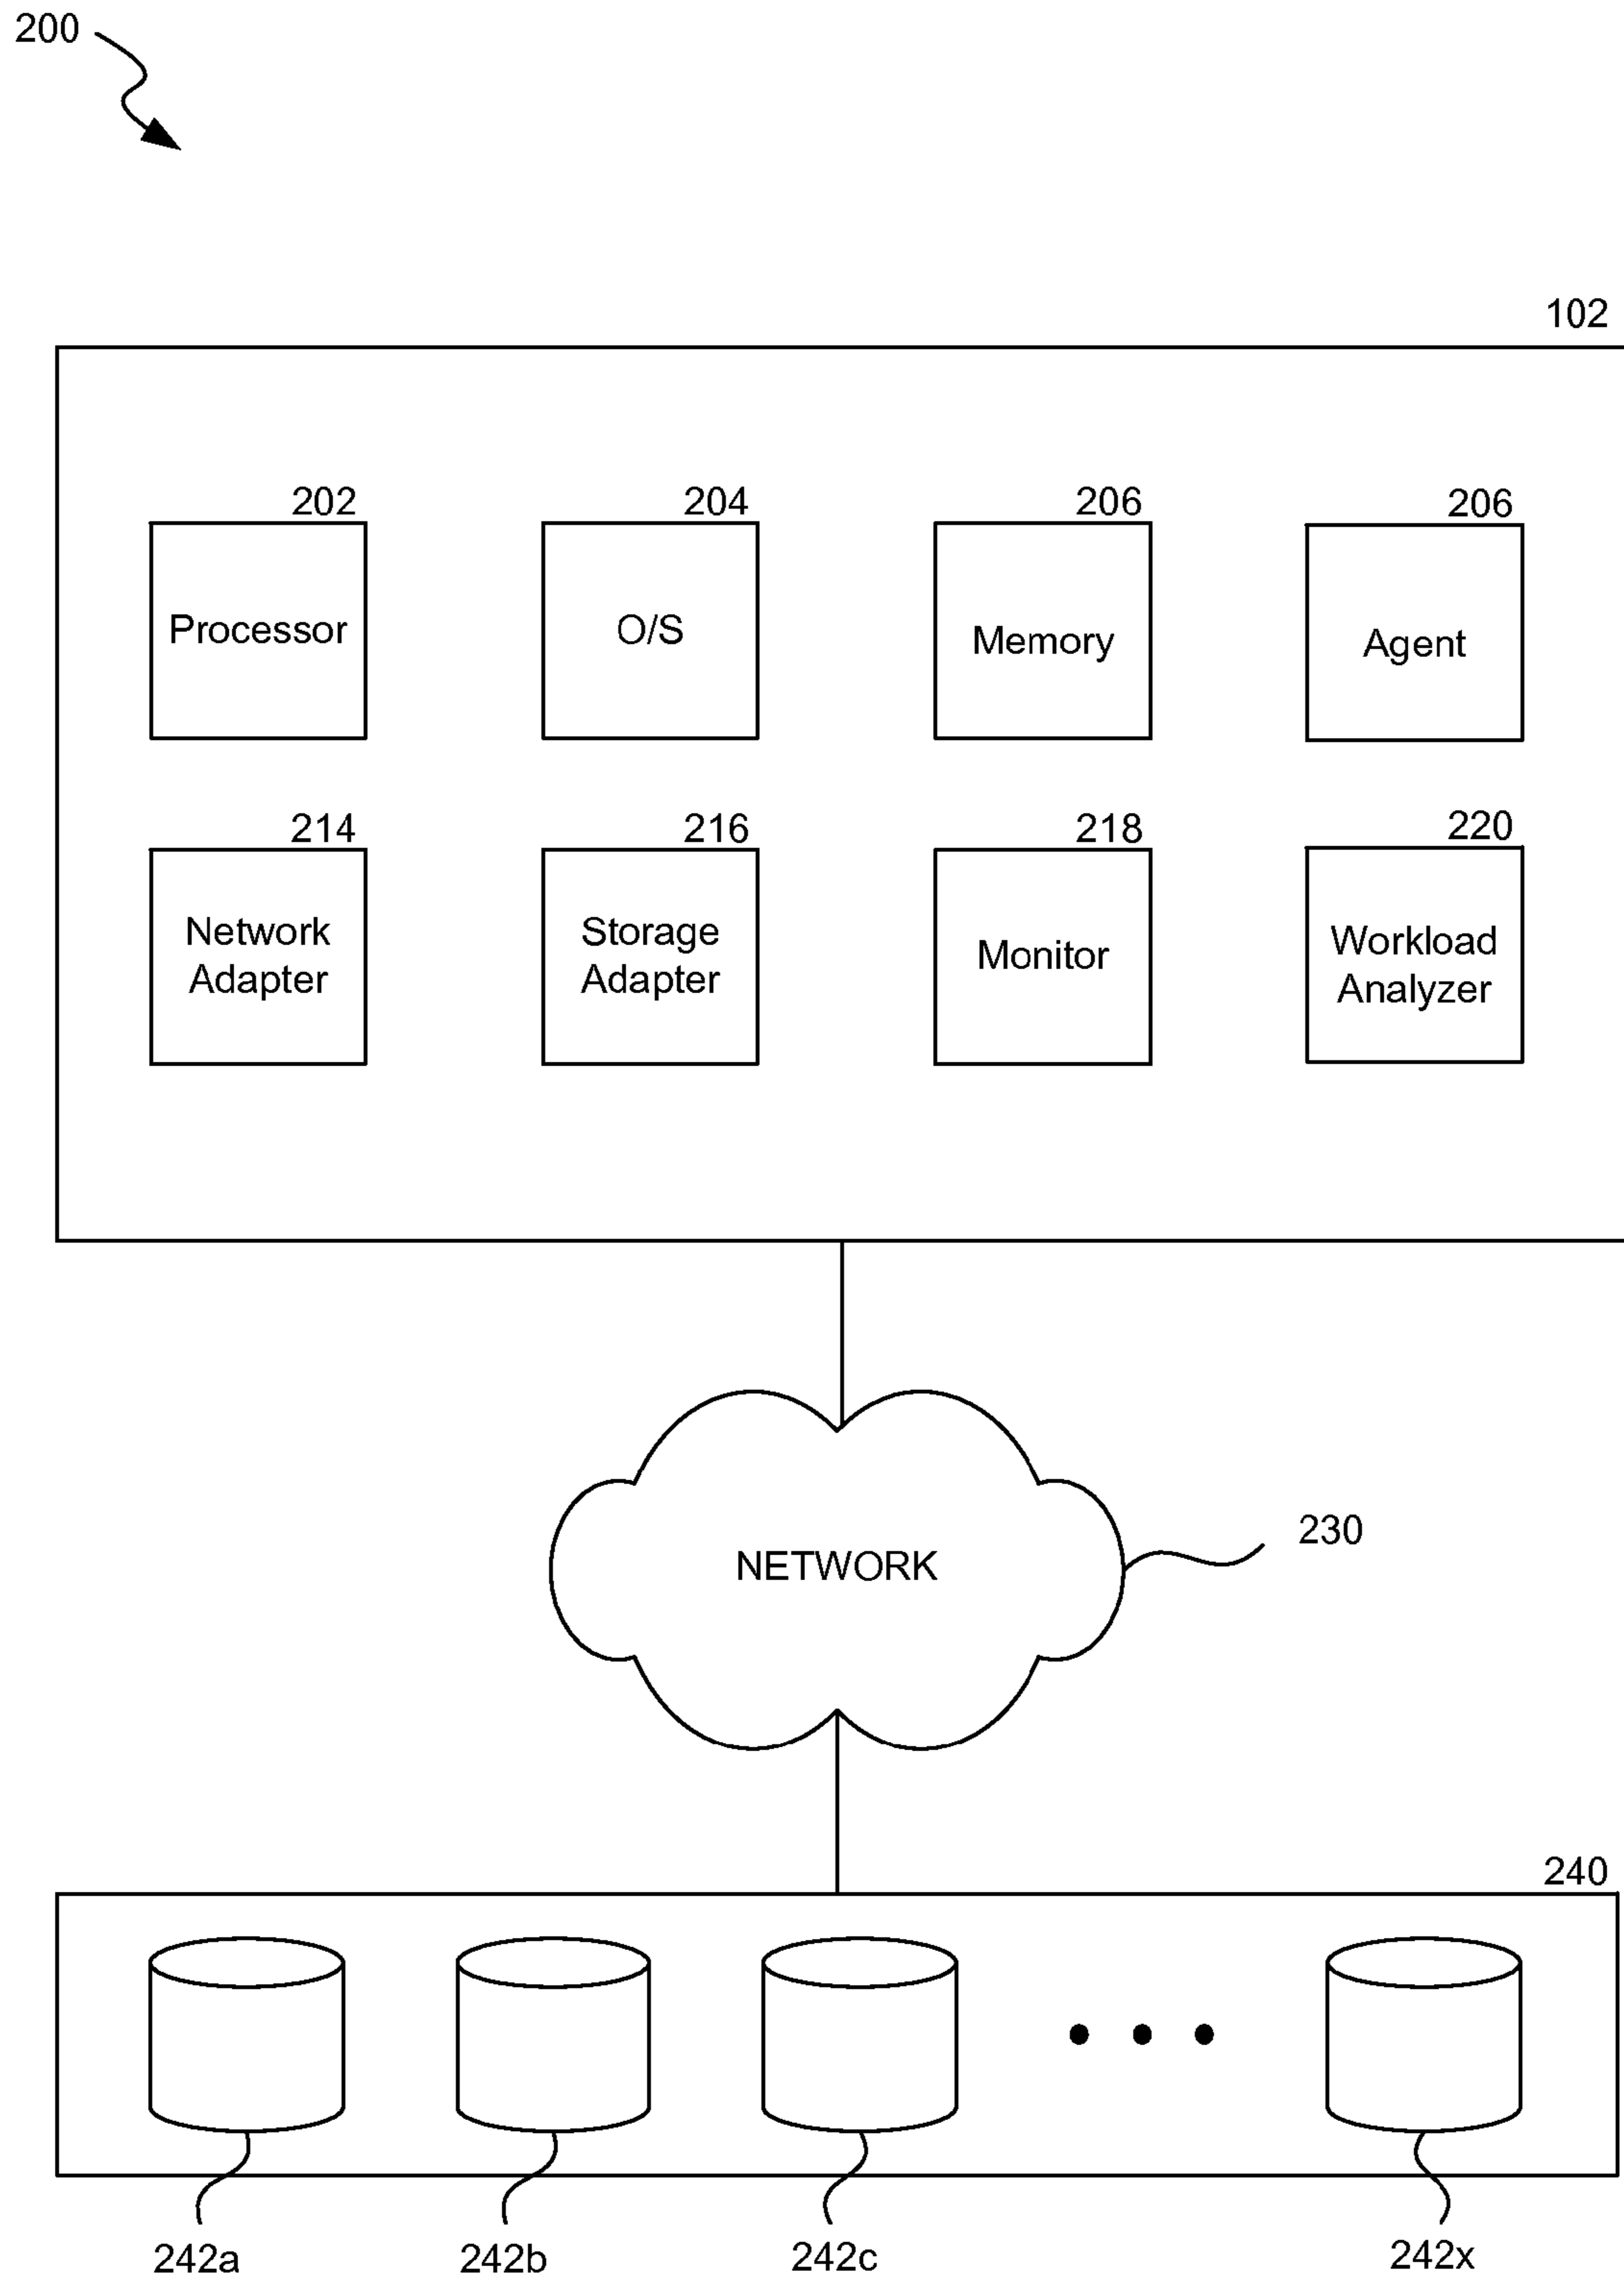 200
102
202
204
206
206
Processor
O/S
Memory
Agent
214
216
218
220
Network
Adapter
Storage
Adapter
Monitor
Workload
Analyzer
NETWORK
230
240
242a
242b
242c
242x